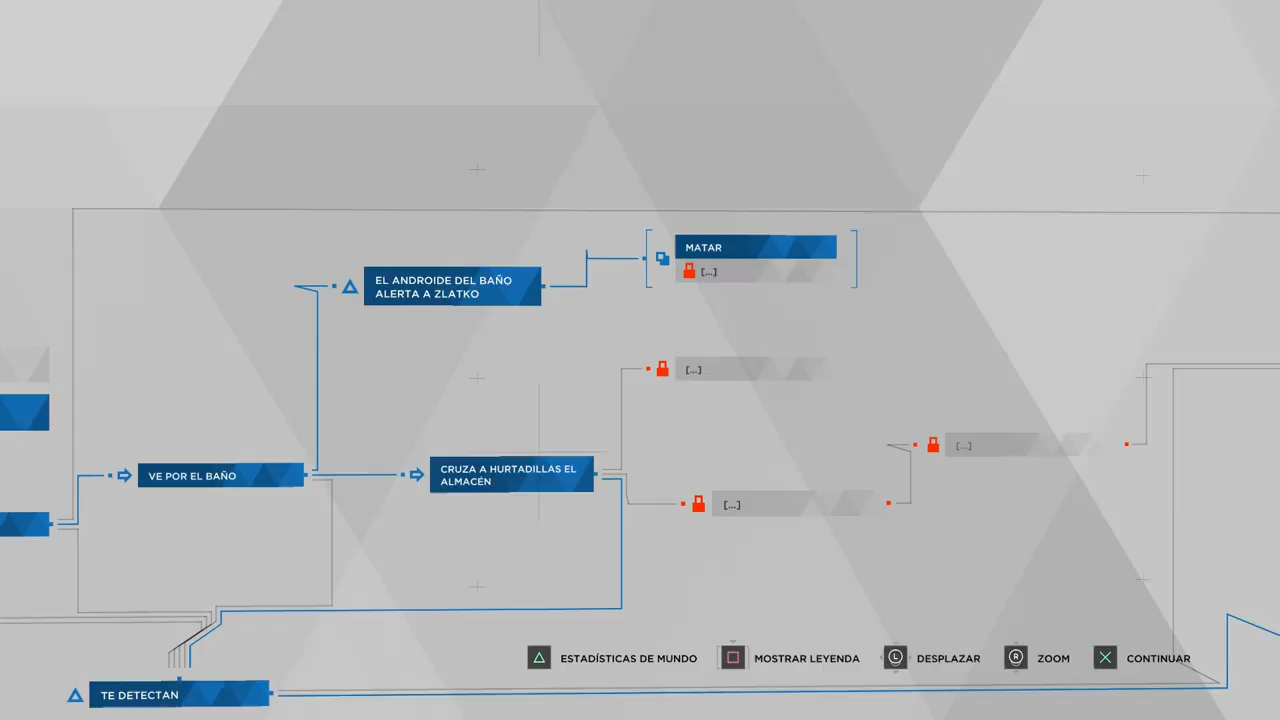 MATAR
[...]
EL ANDROIDE DEL BAÑO
ALERTA A ZLATKO
[...]
[...]
VE POR EL BAÑO
CRUZA A HURTADILLAS EL
ALMACÉN
[...]
ESTADÍSTICAS DE MUNDO
MOSTRAR LEYENDA
L
DESPLAZAR
R
ZOOM
CONTINUAR
TE DETECTAN